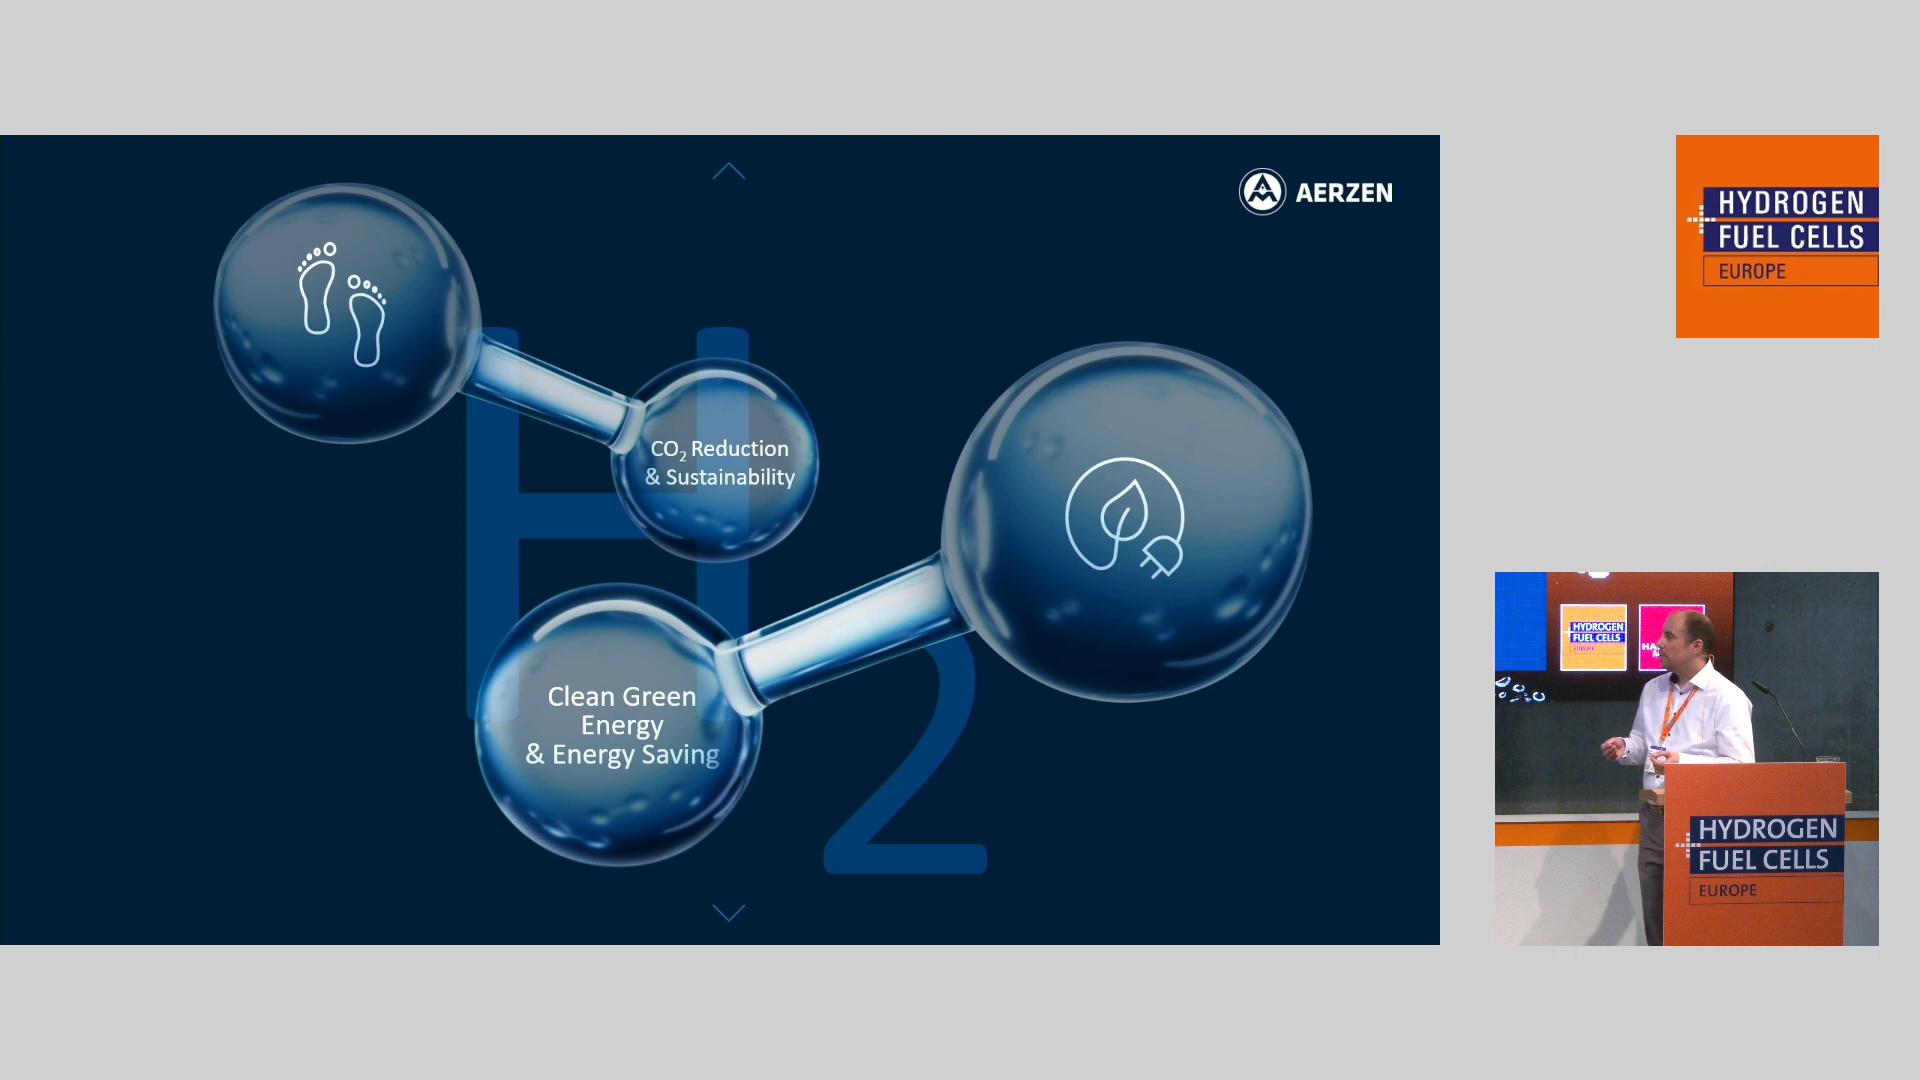 AERZEN
CO₂ Reduction
& Sustainability
Clean Green
Energy
& Energy Saving
H
2
HYDROGEN
FUEL CELLS
EUROPE
HYDROGEN
FUEL CELLS
EUROPE
HYDROGEN
FUEL CELLS
EUROPE